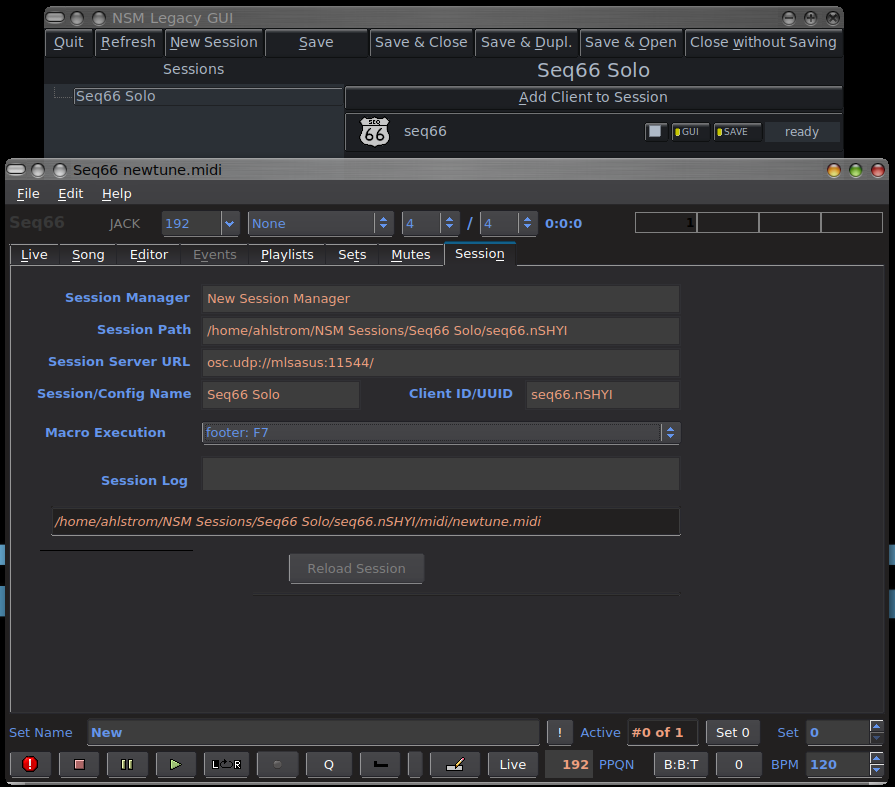 NSM Legacy GUI
Quit Refresh New Session Save Save & Close Save & Dupl. Save & Open Close without Saving
Sessions Seq66 Solo
Seq66 Solo Add Client to Session
SEQ 66 seq66 GUI SAVE ready
Seq66 newtune.midi
File Edit Help
Seq66 JACK 192 None 4 / 4 0:0:0 1
Live Song Editor Events Playlists Sets Mutes Session
Session Manager New Session Manager
Session Path /home/ahlstrom/NSM Sessions/Seq66 Solo/seq66.nSHYI
Session Server URL osc.udp://mlsasus:11544/
Session/Config Name Seq66 Solo Client ID/UUID seq66.nSHYI
Macro Execution footer: F7
Session Log
/home/ahlstrom/NSM Sessions/Seq66 Solo/seq66.nSHYI/midi/newtune.midi
Reload Session
Set Name New ! Active #0 of 1 Set 0 Set 0
L R Q Live 192 PPQN B:B:T 0 BPM 120